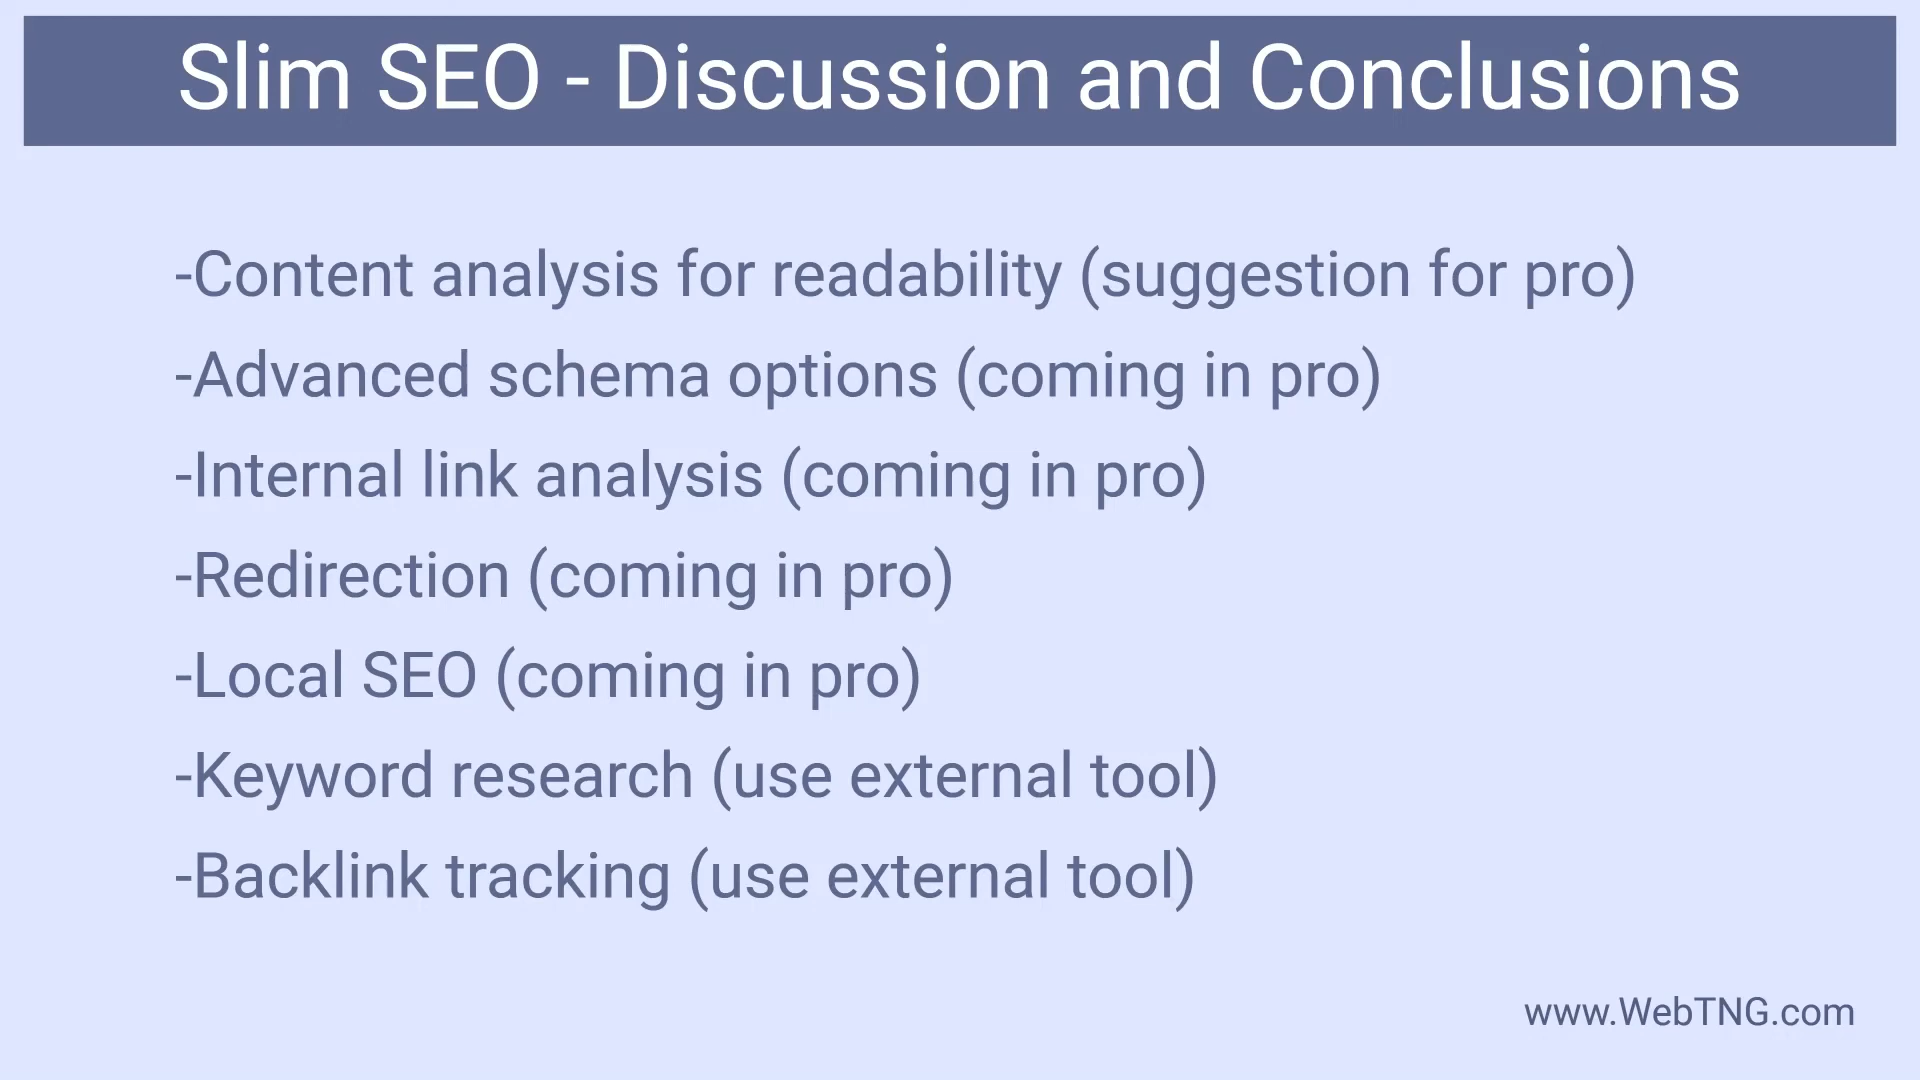 Slim SEO - Discussion and Conclusions
-Content analysis for readability (suggestion for pro)
-Advanced schema options (coming in pro)
-Internal link analysis (coming in pro)
-Redirection (coming in pro)
-Local SEO (coming in pro)
-Keyword research (use external tool)
-Backlink tracking (use external tool)
www.WebTNG.com